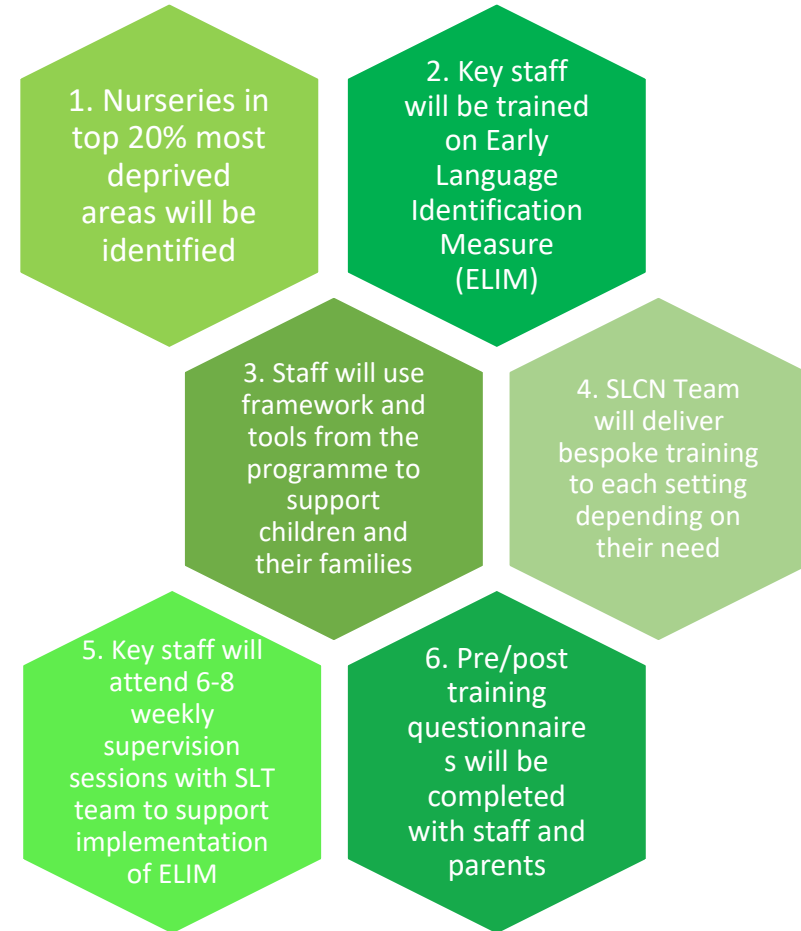 1. Nurseries in
top 20% most
deprived
areas will be
identified
2. Key staff
will be trained
on Early
Language
Identification
Measure
(ELIM)
3. Staff will use
framework and
tools from the
programme to
support
children and
their families
4. SLCN Team
will deliver
bespoke training
to each setting
depending on
their need
5. Key staff will
attend 6-8
weekly
supervision
sessions with SLT
team to support
implementation
of ELIM
6. Pre/post
training
questionnaire
s will be
completed
with staff and
parents